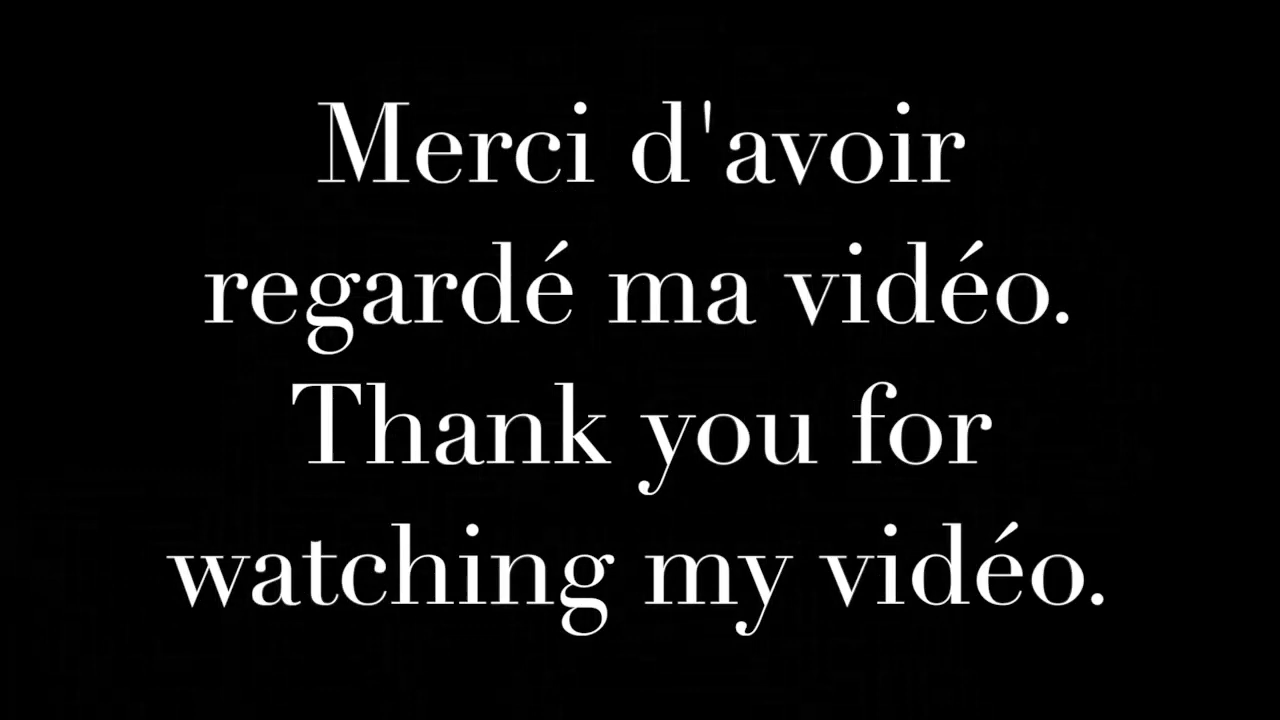 Merci d'avoir
regardé ma vidéo.
Thank you for
watching my vidéo.